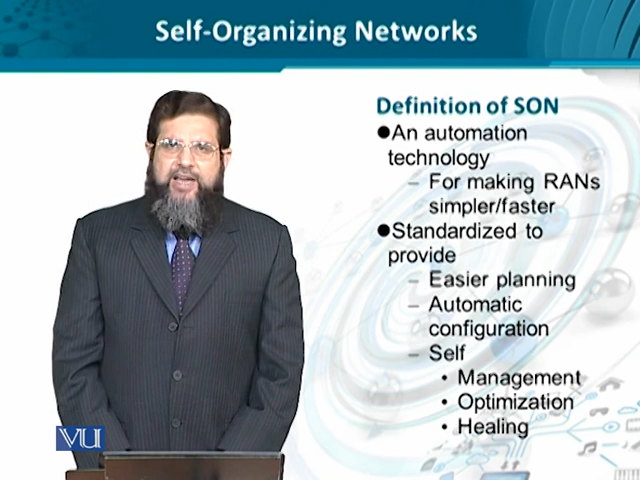 Self-Organizing Networks
Definition of SON
●An automation
technology
– For making RANs
simpler/faster
●Standardized to
provide
– Easier planning
– Automatic
configuration
– Self
• Management
• Optimization
• Healing
VU